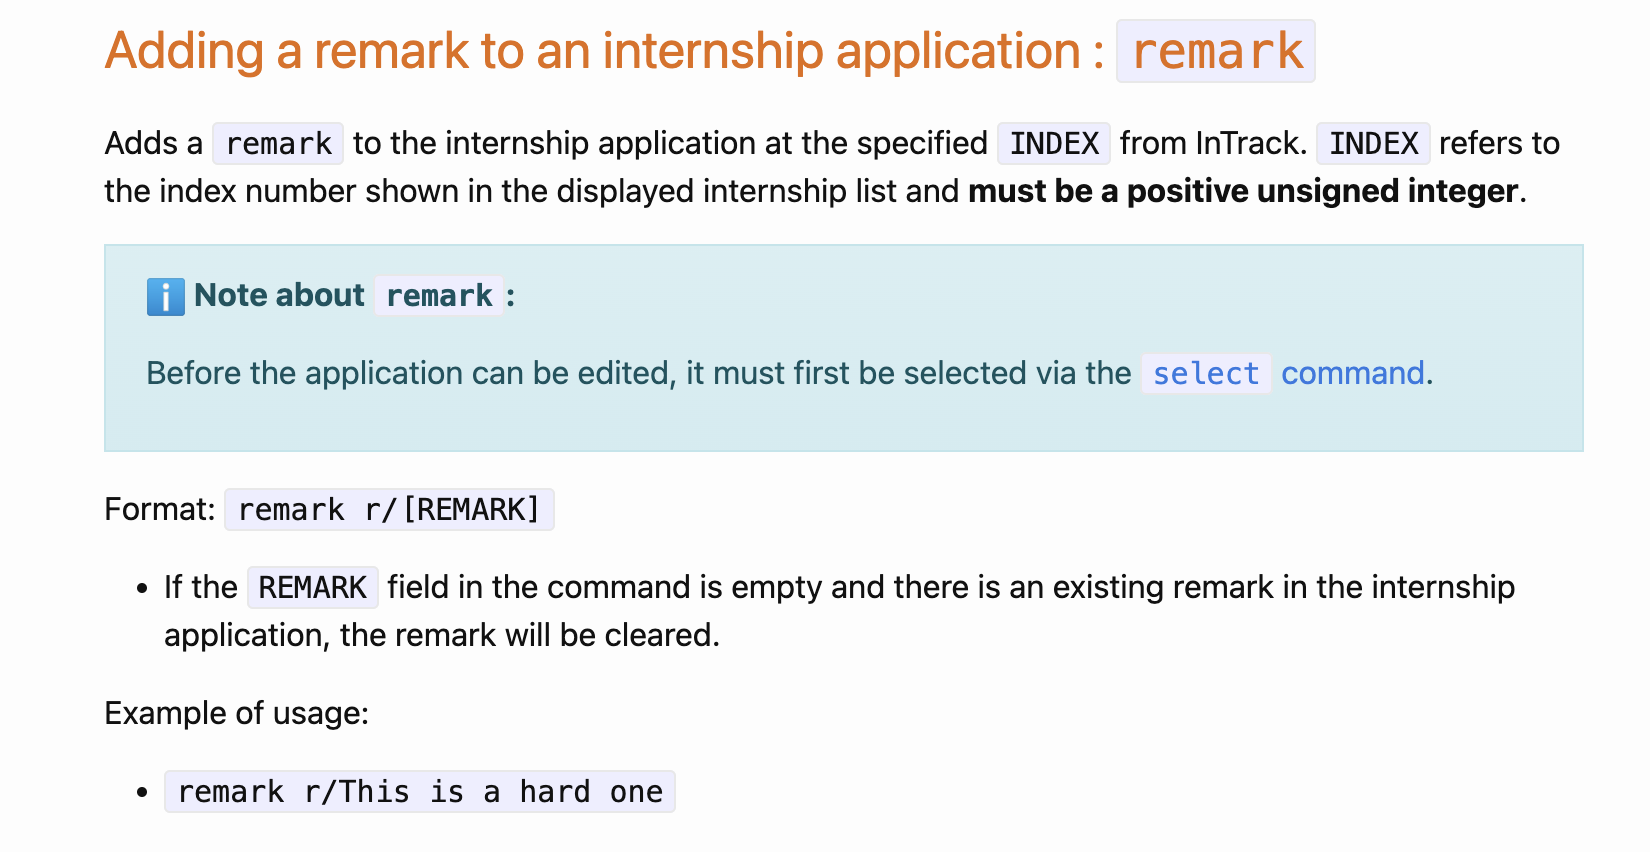 Adding a remark to an internship application : remark
Adds a remark to the internship application at the specified INDEX from InTrack. INDEX refers to
the index number shown in the displayed internship list and must be a positive unsigned integer.
ℹ️ Note about remark :
Before the application can be edited, it must first be selected via the select command.
Format: remark r/[REMARK]
• If the REMARK field in the command is empty and there is an existing remark in the internship
application, the remark will be cleared.
Example of usage:
• remark r/This is a hard one